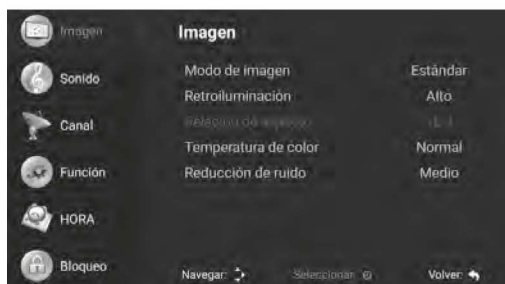 Imagen
Sonido
Canal
Función
HORA
Bloqueo
Imagen
Modo de imagen Estándar
Retroiluminación Alto
Temperatura de color Normal
Reducción de ruido Medio
Navegar: Seleccionar: Volver: